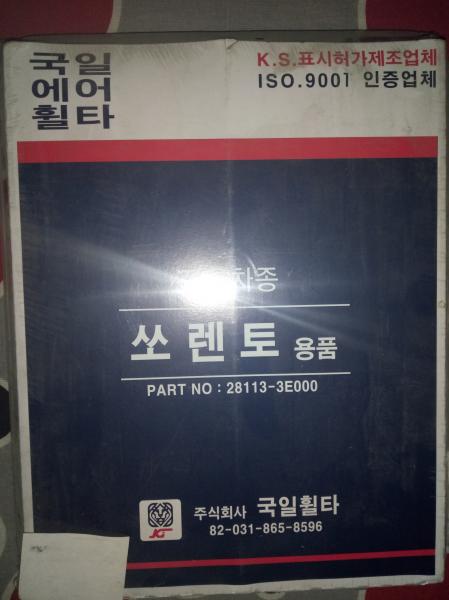 국일
에어
휠타
K.S.표시허가제조업체
ISO.9001 인증업체
차종
쏘렌토 용품
PART NO : 28113-3E000
주식회사 국일휠타
82-031-865-8596